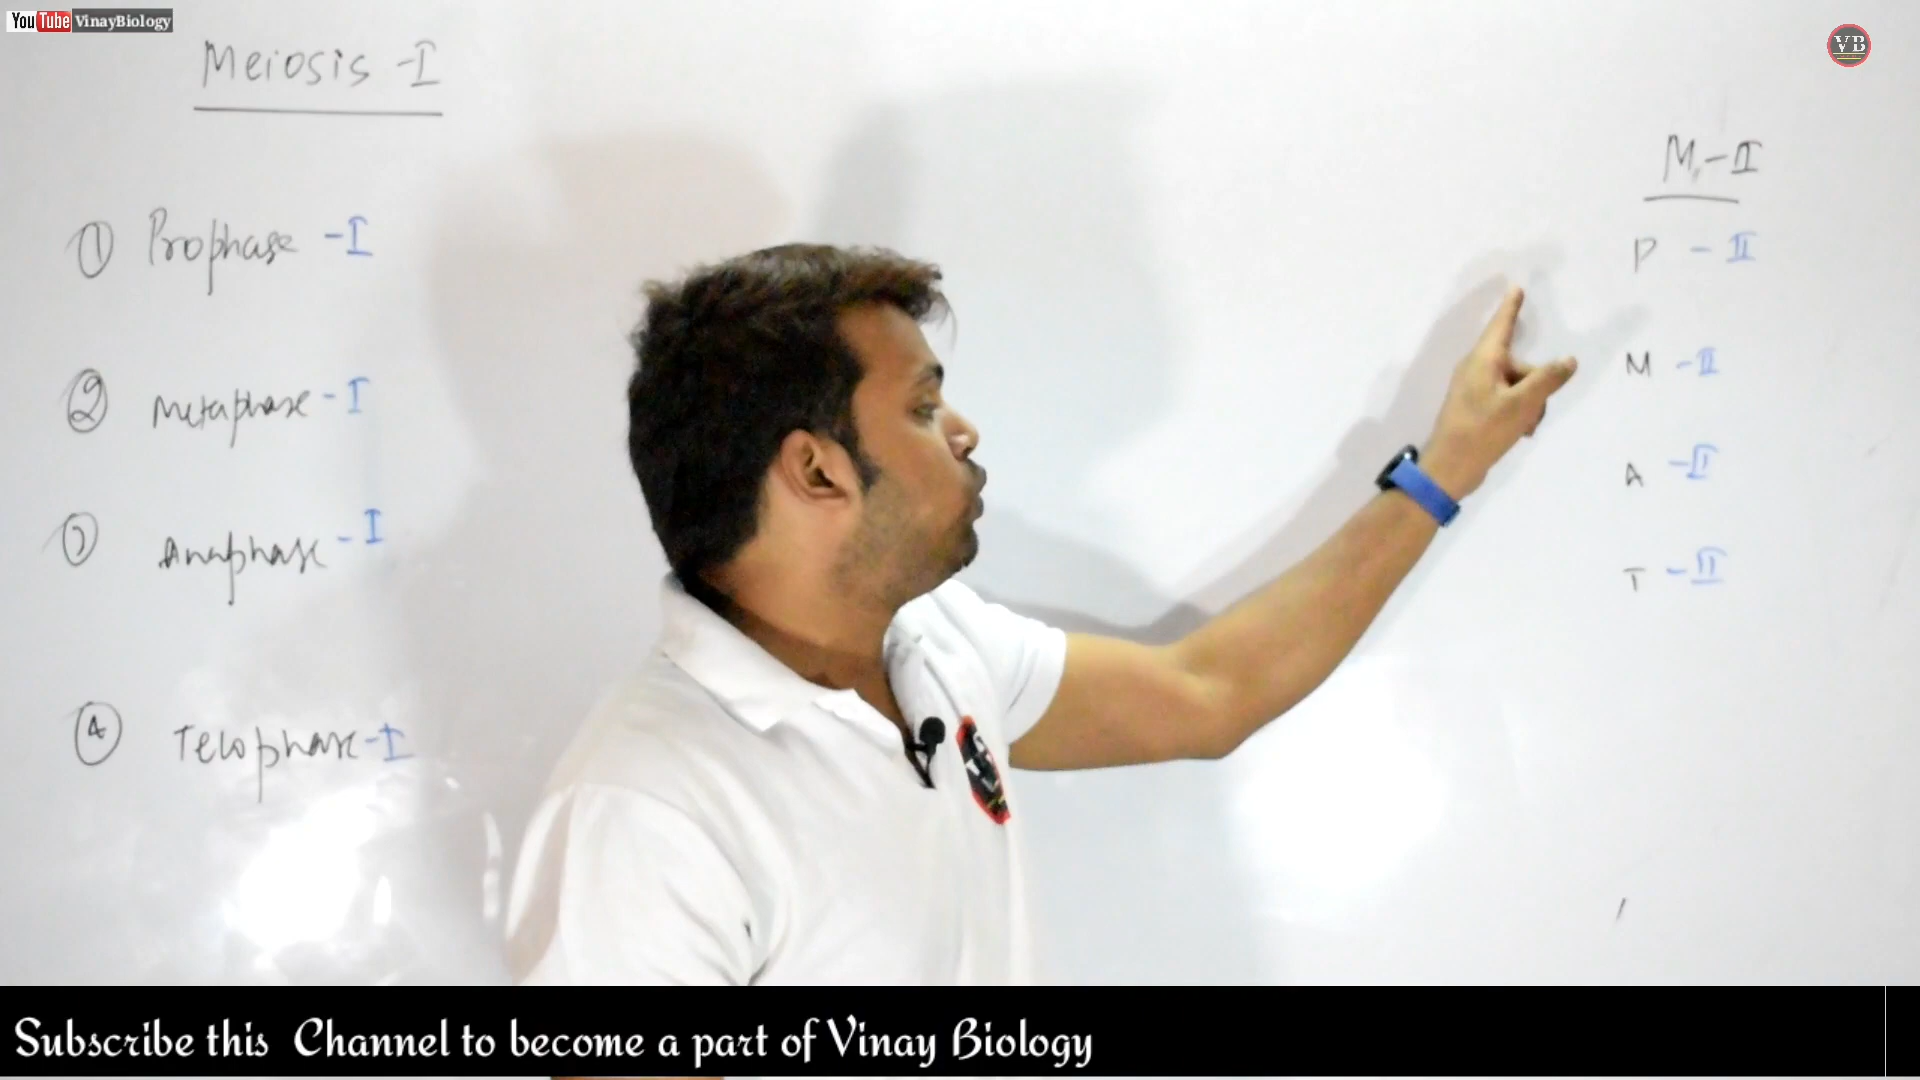 YouTube VinayBiology
VB
Meiosis - I
① Prophase - I
② Metaphase - I
③ Anaphase - I
④ Telophase - I
M - II
P - II
M - II
A - II
T - II
Subscribe this Channel to become a part of Vinay Biology